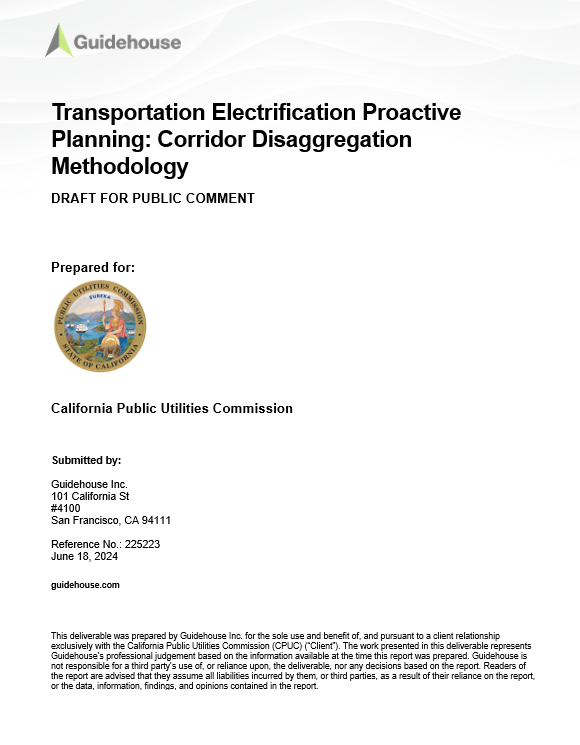 Guidehouse
Transportation Electrification Proactive
Planning: Corridor Disaggregation
Methodology
DRAFT FOR PUBLIC COMMENT
Prepared for:
PUBLIC UTILITIES COMMISSION
EUREKA
STATE OF CALIFORNIA
California Public Utilities Commission
Submitted by:
Guidehouse Inc.
101 California St
#4100
San Francisco, CA 94111
Reference No.: 225223
June 18, 2024
guidehouse.com
This deliverable was prepared by Guidehouse Inc. for the sole use and benefit of, and pursuant to a client relationship
exclusively with the California Public Utilities Commission (CPUC) ("Client"). The work presented in this deliverable represents
Guidehouse's professional judgement based on the information available at the time this report was prepared. Guidehouse is
not responsible for a third party's use of, or reliance upon, the deliverable, nor any decisions based on the report. Readers of
the report are advised that they assume all liabilities incurred by them, or third parties, as a result of their reliance on the report,
or the data, information, findings, and opinions contained in the report.